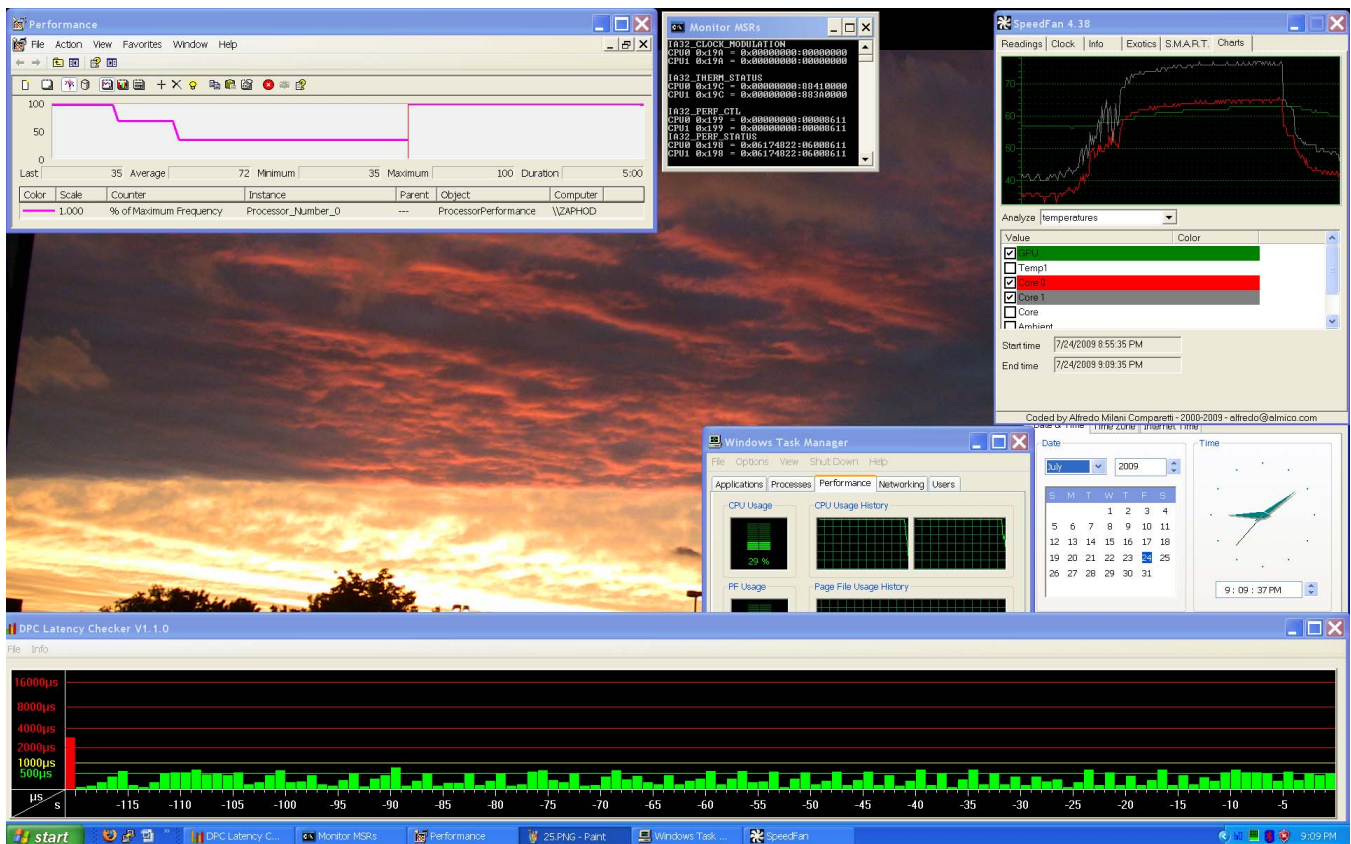 Performance
File Action View Favorites Window Help
100
50
0
Last 35 Average 72 Minimum 35 Maximum 100 Duration 5:00
Color Scale Counter Instance Parent Object Computer
1.000 % of Maximum Frequency Processor_Number_0 --- ProcessorPerformance \\ZAPHOD
Monitor MSRs
IA32_CLOCK_MODULATION
CPU0 0x19A = 0x00000000:00000000
CPU1 0x19A = 0x00000000:00000000
IA32_THERM_STATUS
CPU0 0x19C = 0x00000000:88410000
CPU1 0x19C = 0x00000000:883A0000
IA32_PERF_CTL
CPU0 0x199 = 0x00000000:00008611
CPU1 0x199 = 0x00000000:00008611
IA32_PERF_STATUS
CPU0 0x198 = 0x06174822:06008611
CPU1 0x198 = 0x06174822:06008611
SpeedFan 4.38
Readings Clock Info Exotics S.M.A.R.T. Charts
70
60
50
40
Analyze temperatures
Value Color
GPU
Temp1
Core 0
Core 1
Core
Ambient
Start time 7/24/2009 8:55:35 PM
End time 7/24/2009 9:09:35 PM
Coded by Alfredo Milani Comparetti - 2000-2009 - alfredo@almico.com
Windows Task Manager
File Options View Shut Down Help
Applications Processes Performance Networking Users
CPU Usage CPU Usage History
29 %
PF Usage Page File Usage History
Date & Time Time Zone Internet Time
Date Time
July 2009
S M T W T F S
1 2 3 4
5 6 7 8 9 10 11
12 13 14 15 16 17 18
19 20 21 22 23 24 25
26 27 28 29 30 31
9 : 09 : 37 PM
DPC Latency Checker V1.1.0
File Info
16000µs
8000µs
4000µs
2000µs
1000µs
500µs
µs s -115 -110 -105 -100 -95 -90 -85 -80 -75 -70 -65 -60 -55 -50 -45 -40 -35 -30 -25 -20 -15 -10 -5
start DPC Latency C... Monitor MSRs Performance 25.PNG - Paint Windows Task ... SpeedFan 9:09 PM